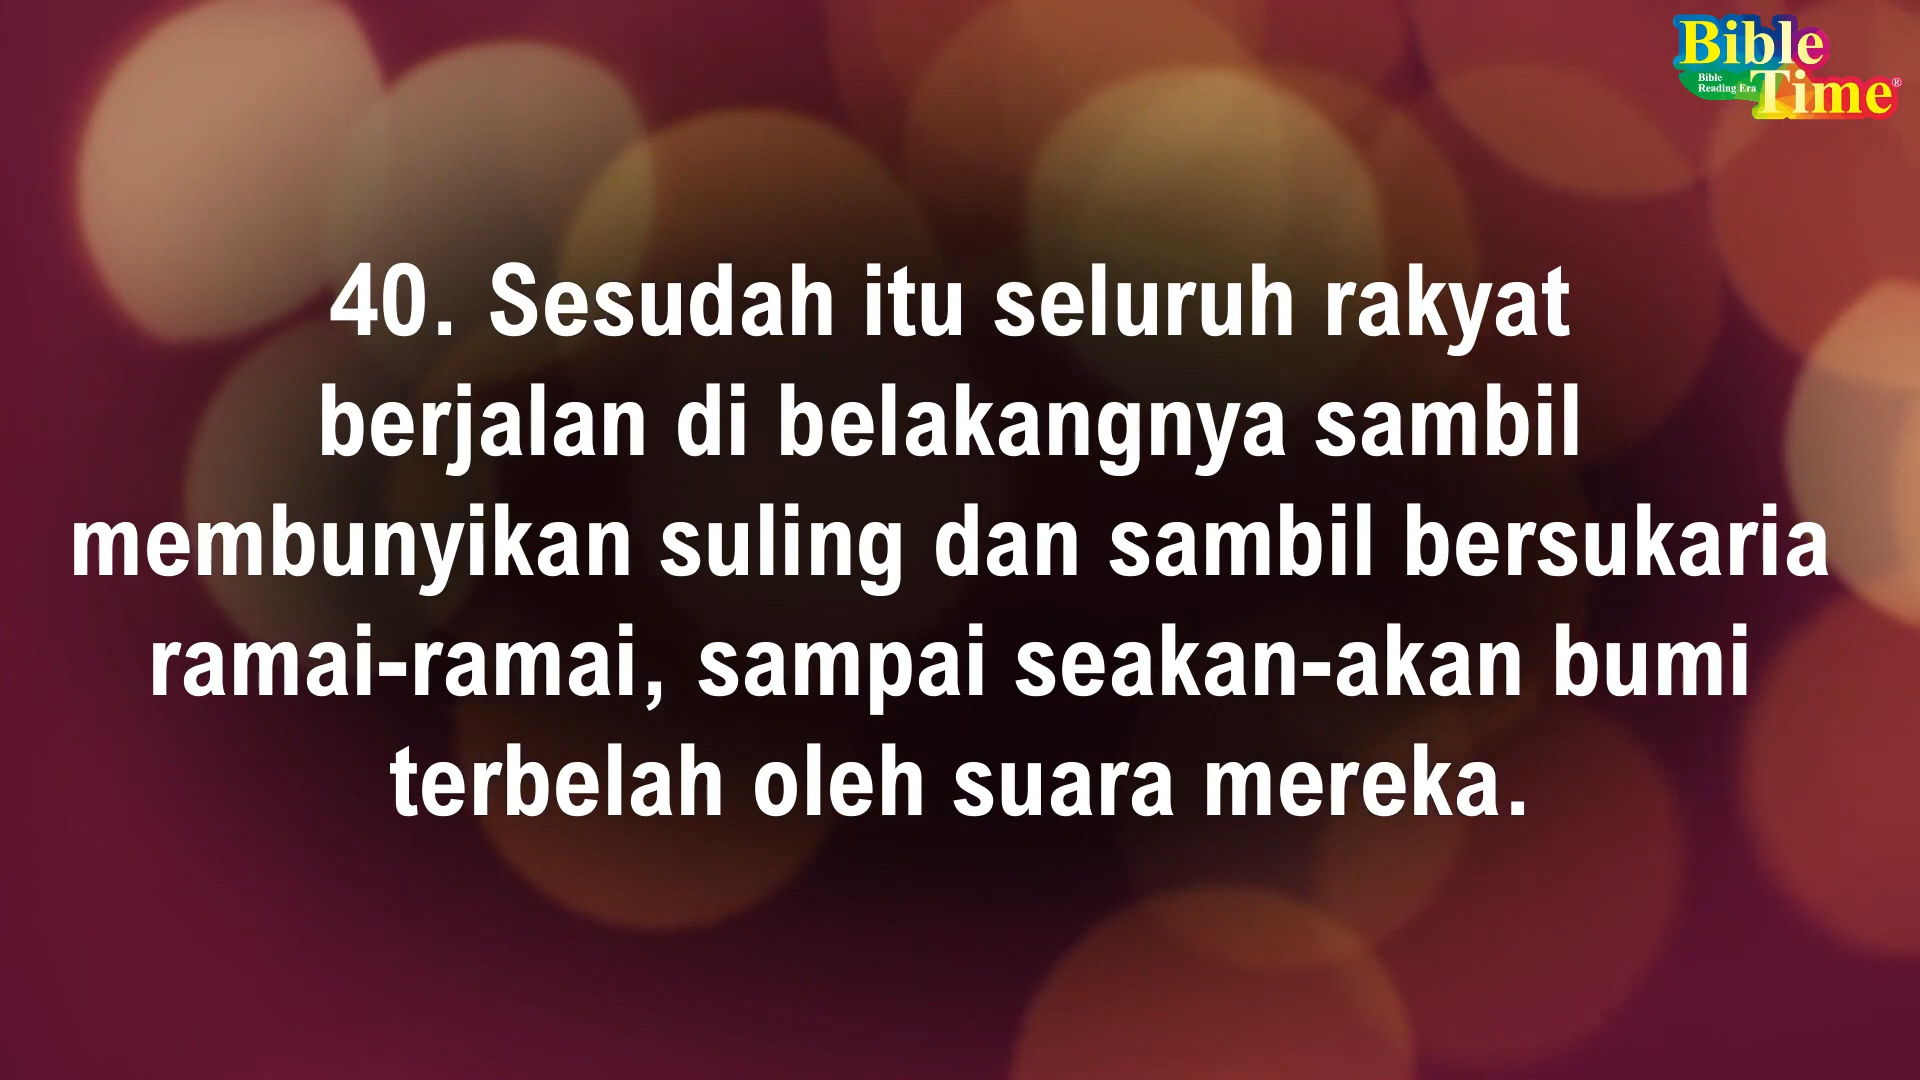 Bible
Bible
Reading Era
Time®
40. Sesudah itu seluruh rakyat
berjalan di belakangnya sambil
membunyikan suling dan sambil bersukaria
ramai-ramai, sampai seakan-akan bumi
terbelah oleh suara mereka.